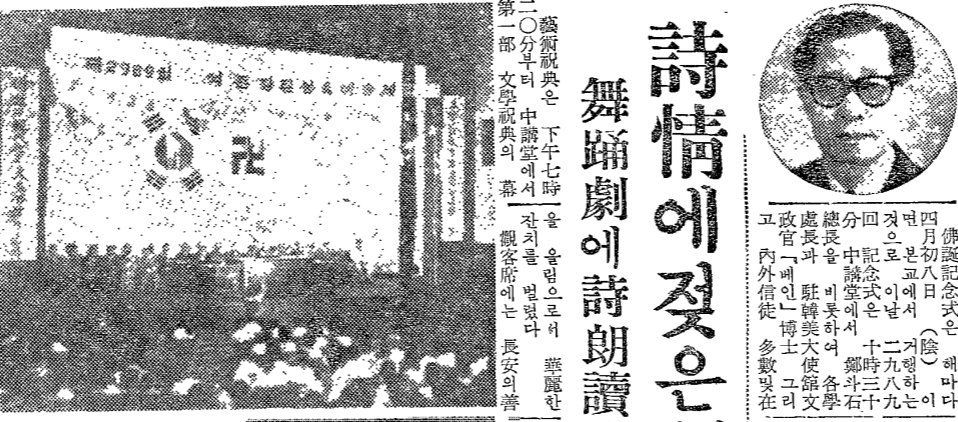 佛誕記念式은 해마다
四月初八日(陰)이
면 본교에서 거행하는
것으로 이날 二九八九
回 記念式은 十時三十
分 中講堂에서 鄭斗石
總長을 비롯하여 各學
處長과 駐韓美大使舘文
政官「베인」博士 그리
고 內外信徒 多數및在
詩情에젖은
舞踊劇에詩朗讀
藝術祝典은 下午七時
二〇分부터 中講堂에서
第一部 文學祝典의 幕
을 올림으로서 華麗한
잔치를 벌렸다
觀客席에는 長安의善